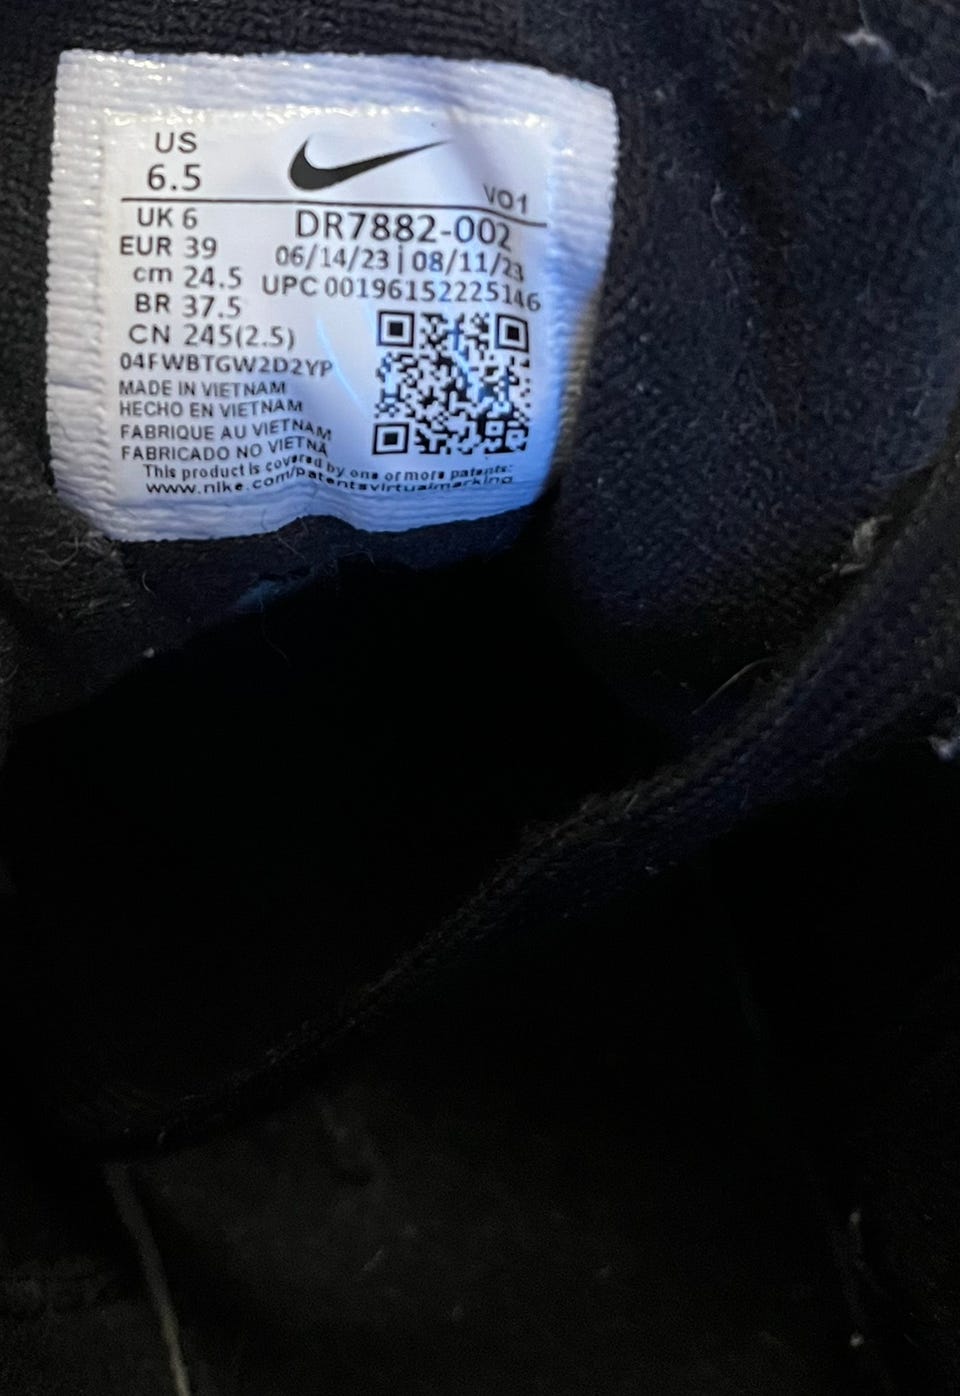 US
6.5
VO1
UK 6
EUR 39
cm 24.5
BR 37.5
CN 245(2.5)
DR7882-002
06/14/23 | 08/11/23
UPC 00196152225146
04FWBTGW2D2YP
MADE IN VIETNAM
HECHO EN VIETNAM
FABRIQUE AU VIETNAM
FABRICADO NO VIETNA
This product is covered by one or more patents:
www.nike.com/patentsvirtualmarking